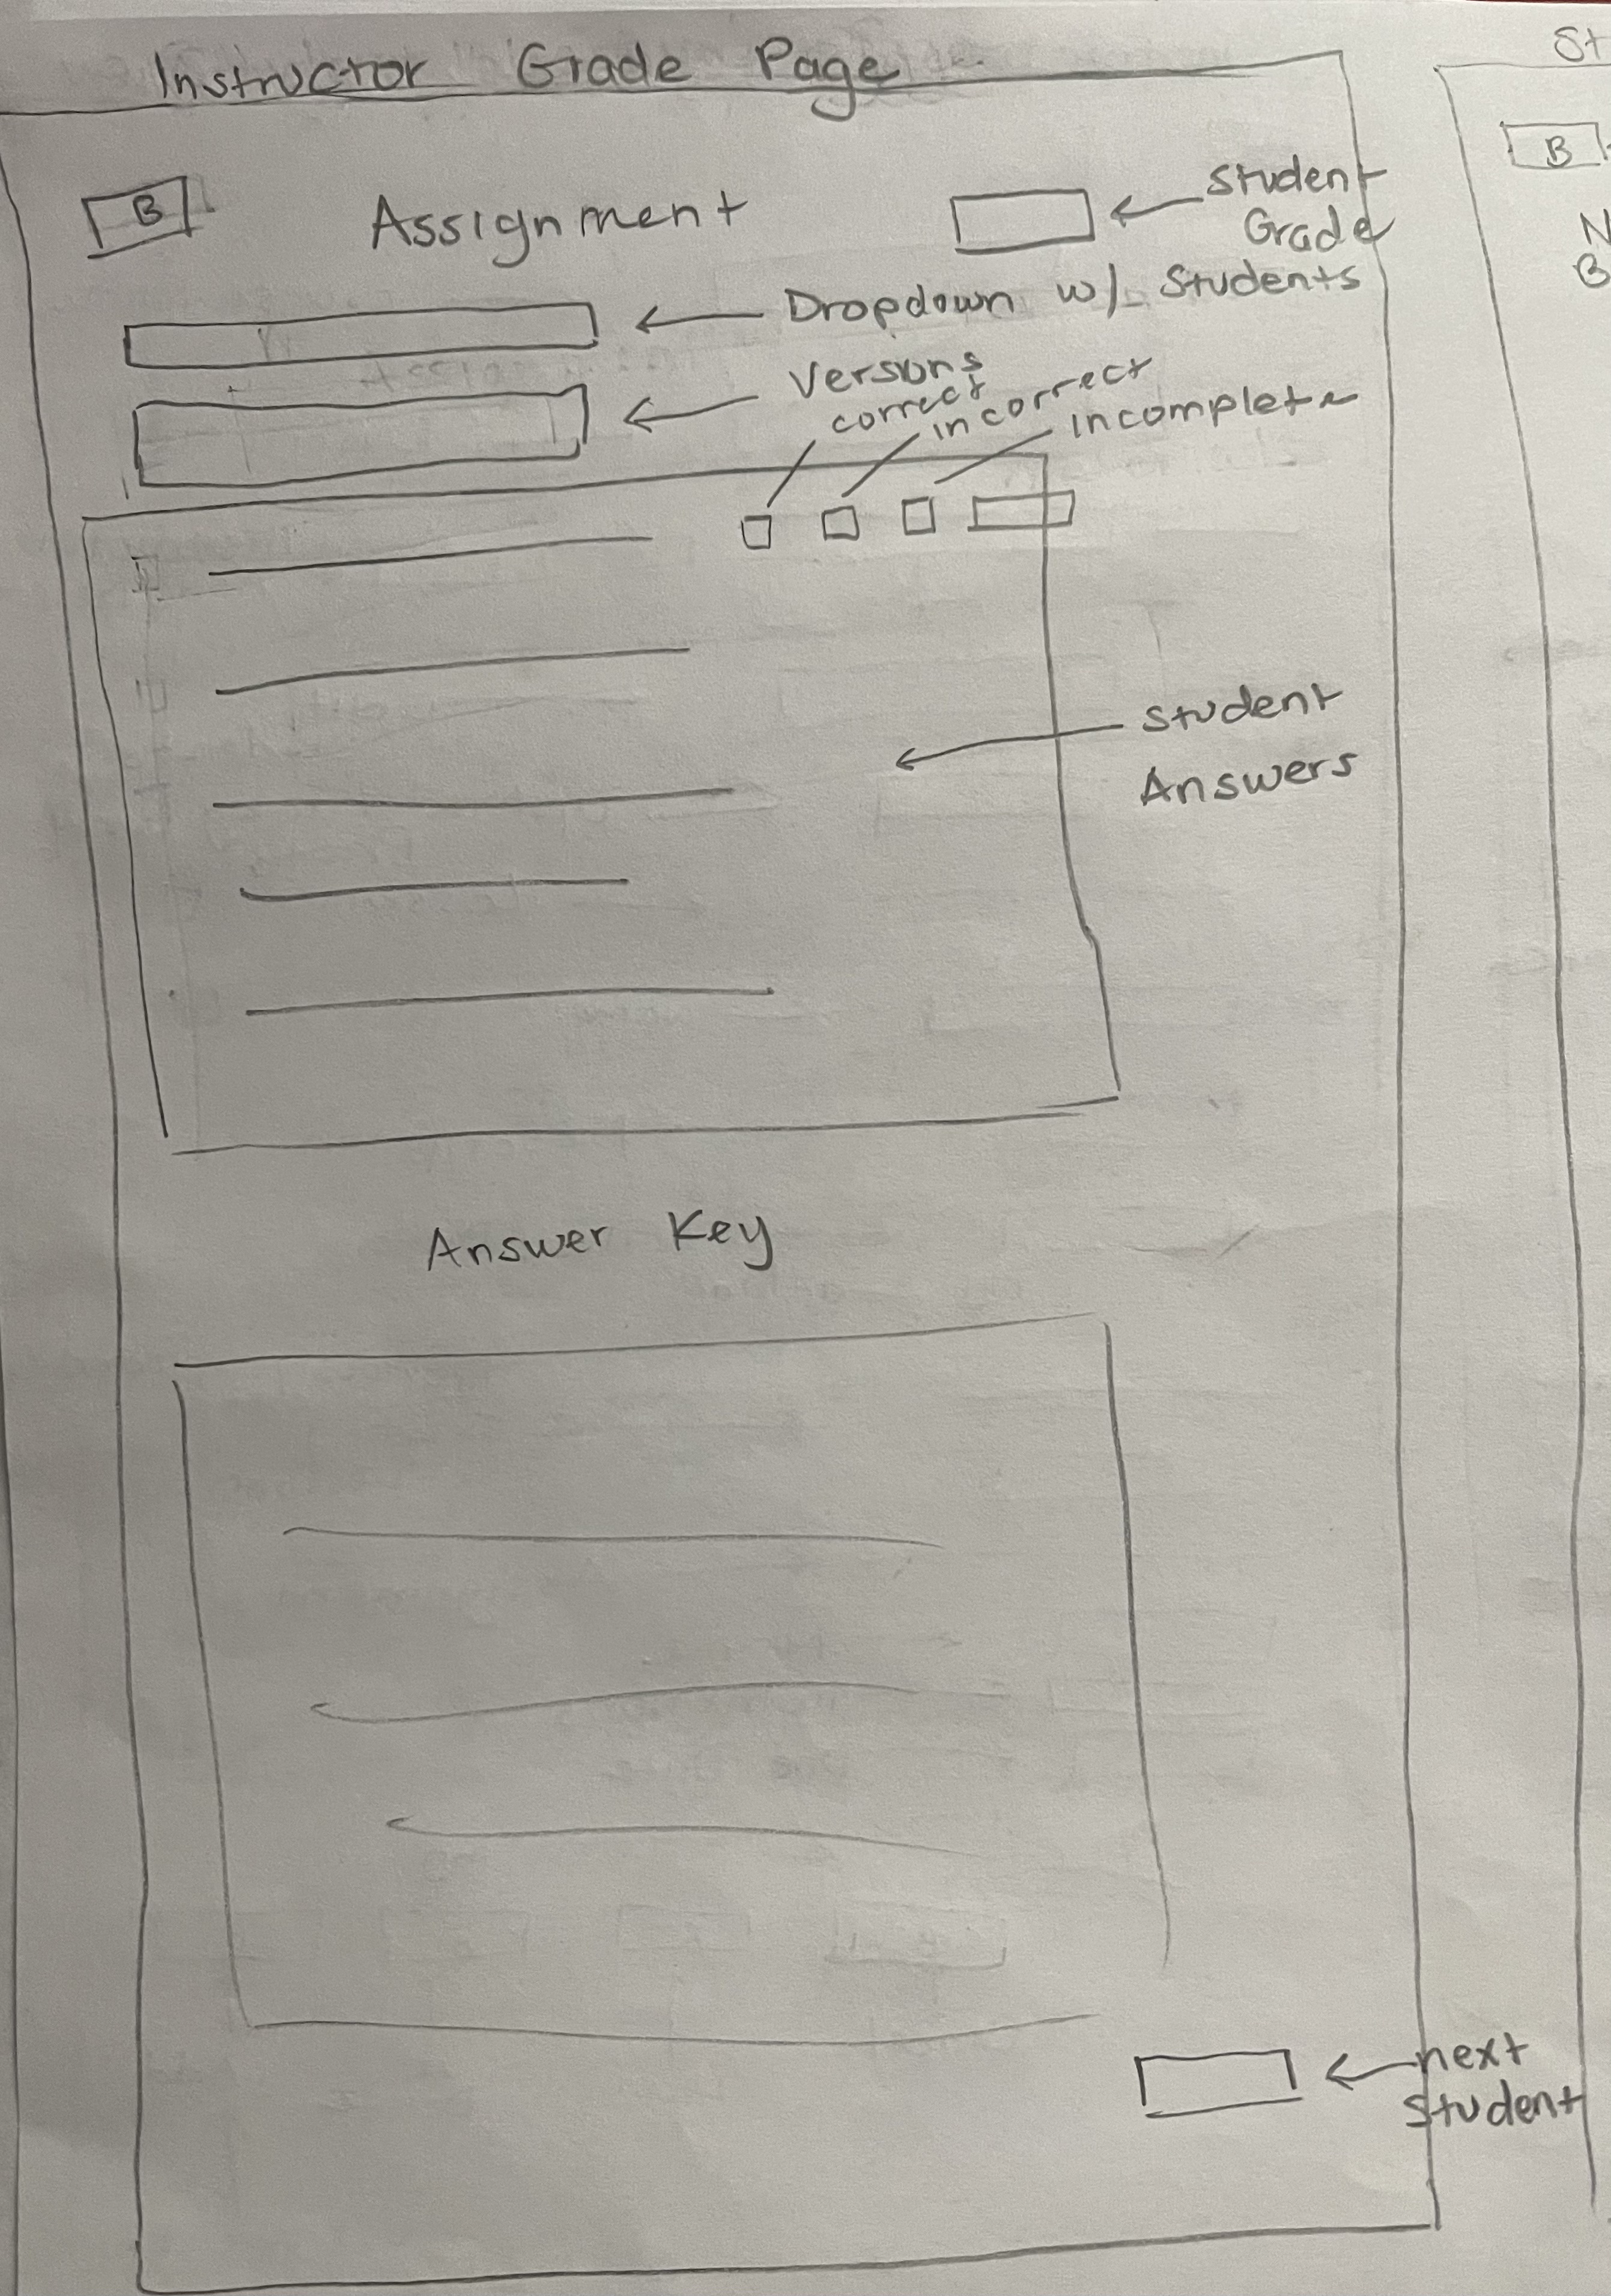 Instructor Grade Page
St
B
Assignment
Student
Grade
B
N
B
Dropdown w/ Students
Versions
correct
incorrect
incomplete
Student
Answers
Answer Key
next
Student